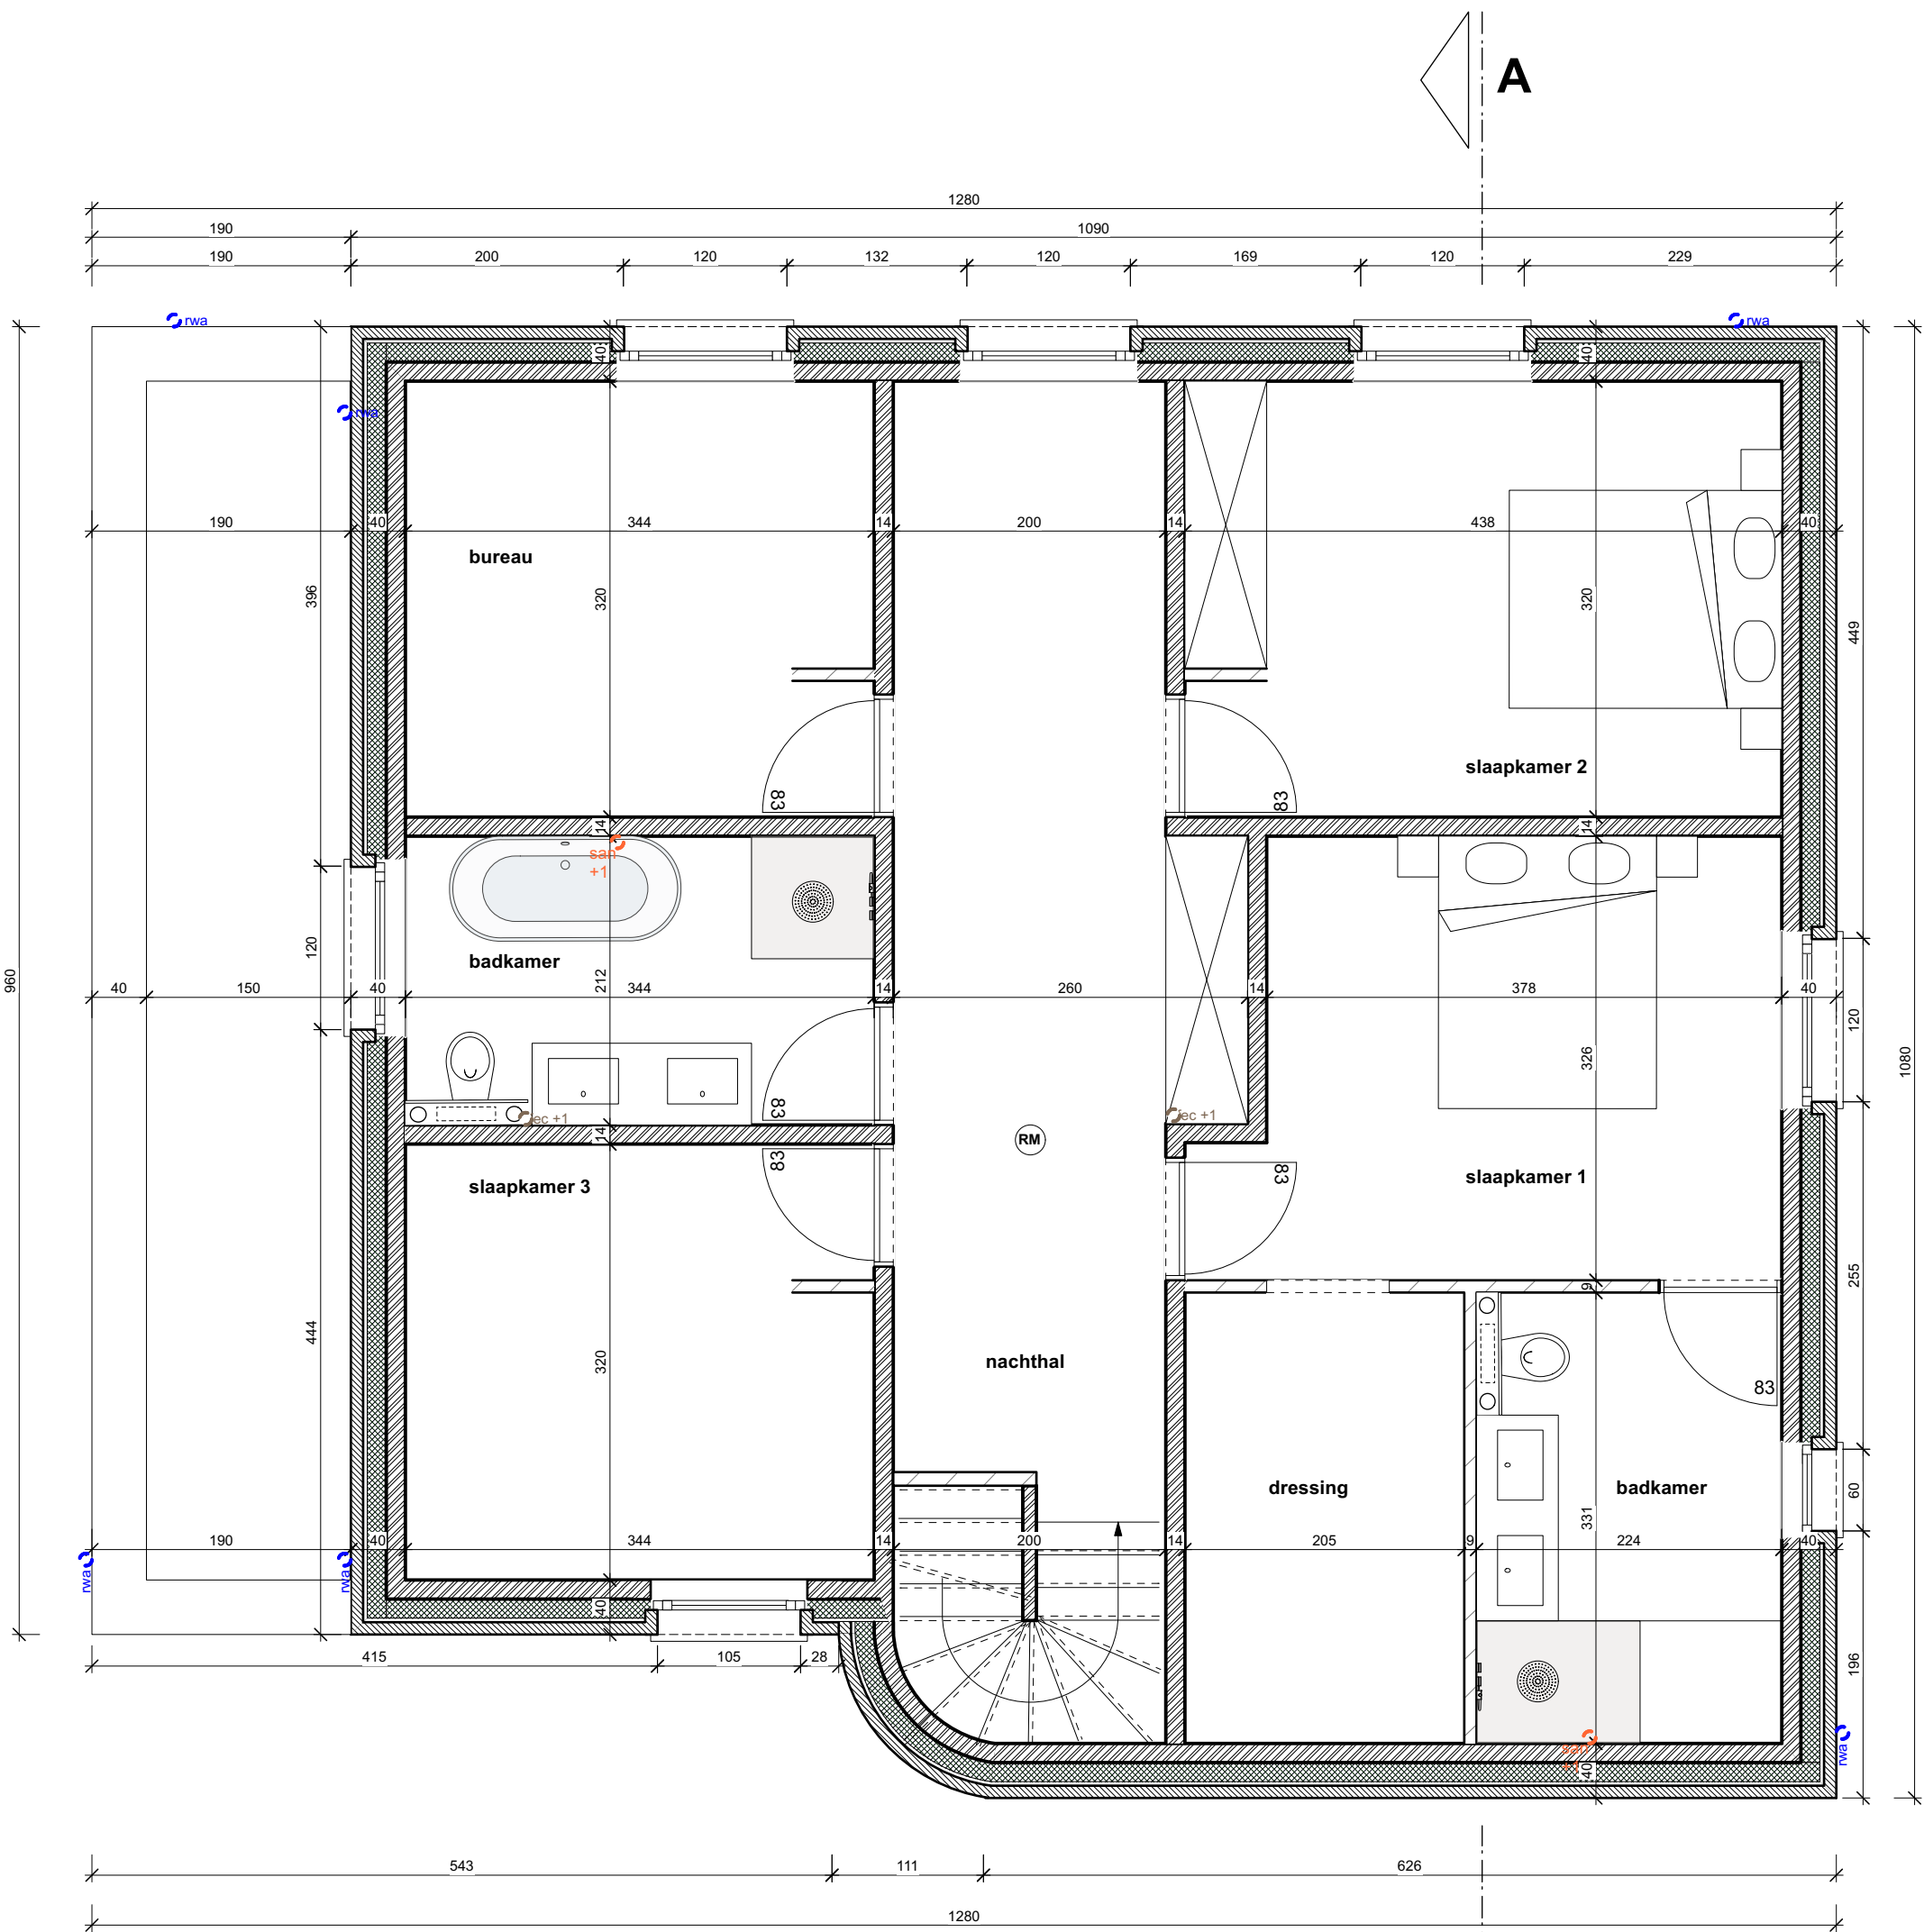 A
1280
190 1090
190 200 120 132 120 169 120 229
rwa rwa
rwa
40 40
190 40 344 14 200 14 438 40
bureau
396 320 320 449
slaapkamer 2
83 83
14 14
san
+1
120 badkamer 212
960
40 150 40 344 14 260 14 378 40
120
326 1080
83 ec +1 ec +1
14 RM
83 83
slaapkamer 3 slaapkamer 1
9 255
444 320
nachthal
83
dressing badkamer
331 60
190 40 344 14 200 14 205 9 224 40
rwa rwa
40
415 105 28
196
san
+1
rwa
40
543 111 626
1280